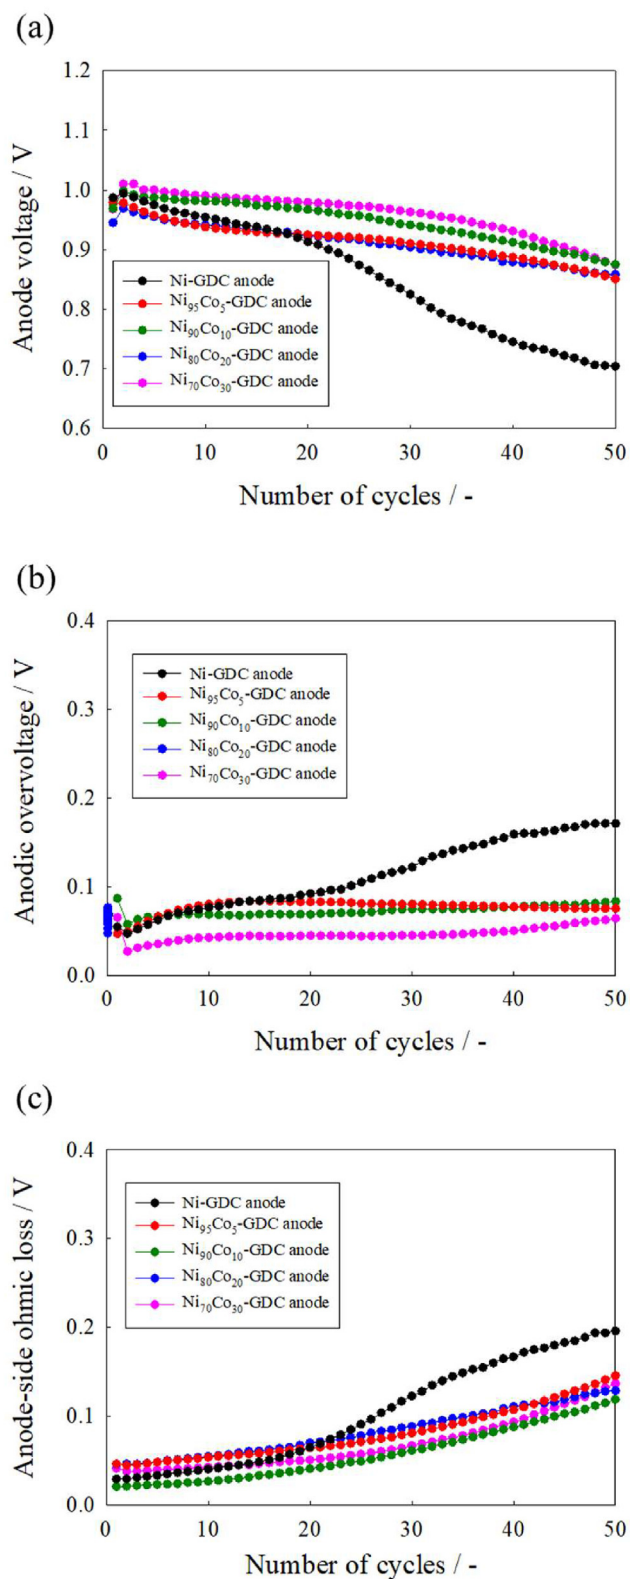 (a)
Anode voltage / V
1.2
1.1
1.0
0.9
0.8
0.7
0.6
Ni-GDC anode
Ni₉₅Co₅-GDC anode
Ni₉₀Co₁₀-GDC anode
Ni₈₀Co₂₀-GDC anode
Ni₇₀Co₃₀-GDC anode
0 10 20 30 40 50
Number of cycles / -
(b)
Anodic overvoltage / V
0.4
0.3
0.2
0.1
0.0
Ni-GDC anode
Ni₉₅Co₅-GDC anode
Ni₉₀Co₁₀-GDC anode
Ni₈₀Co₂₀-GDC anode
Ni₇₀Co₃₀-GDC anode
0 10 20 30 40 50
Number of cycles / -
(c)
Anode-side ohmic loss / V
0.4
0.3
0.2
0.1
0.0
Ni-GDC anode
Ni₉₅Co₅-GDC anode
Ni₉₀Co₁₀-GDC anode
Ni₈₀Co₂₀-GDC anode
Ni₇₀Co₃₀-GDC anode
0 10 20 30 40 50
Number of cycles / -